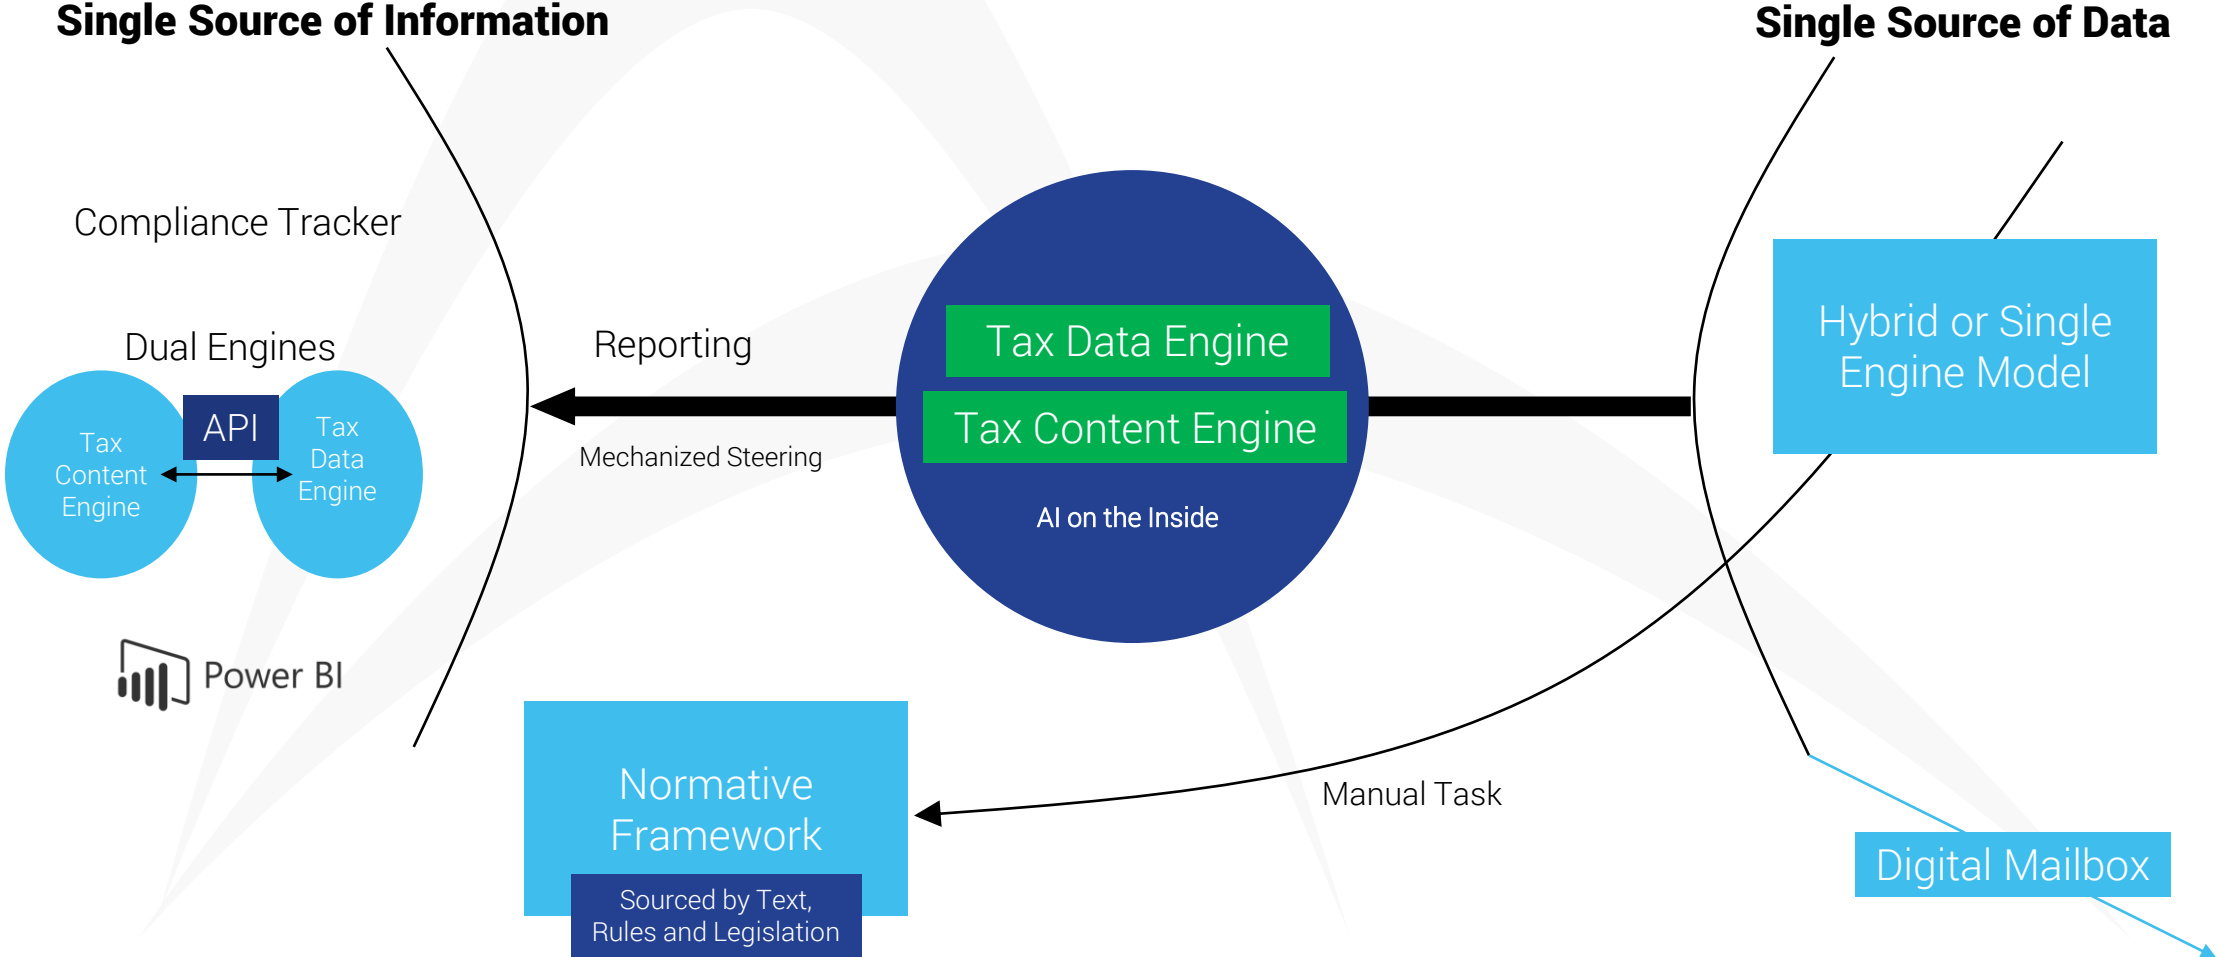 Single Source of Information
Single Source of Data
Compliance Tracker
Dual Engines
API
Tax
Content
Engine
Tax
Data
Engine
Power BI
Reporting
Mechanized Steering
Tax Data Engine
Tax Content Engine
AI on the Inside
Hybrid or Single
Engine Model
Normative
Framework
Sourced by Text,
Rules and Legislation
Manual Task
Digital Mailbox